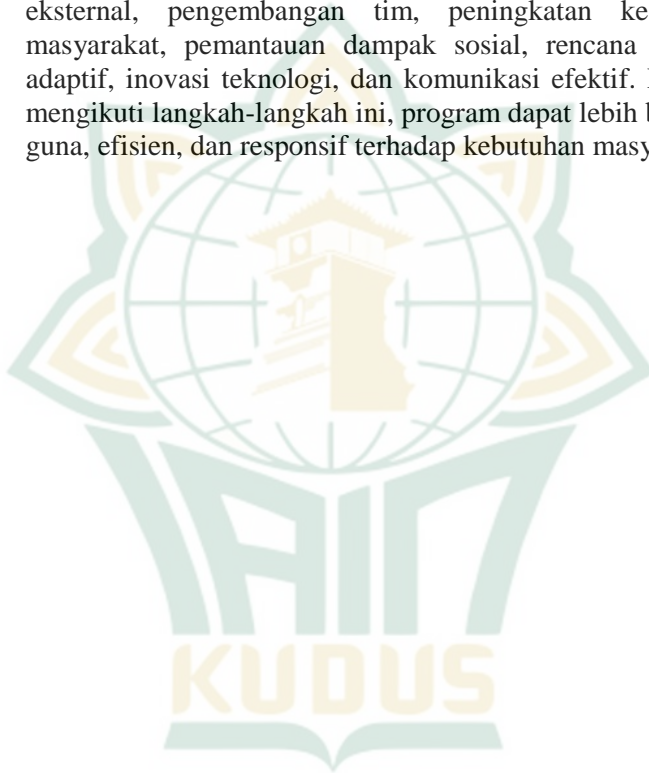 eksternal, pengembangan tim, peningkatan ke
masyarakat, pemantauan dampak sosial, rencana
adaptif, inovasi teknologi, dan komunikasi efektif.
mengikuti langkah-langkah ini, program dapat lebih
guna, efisien, dan responsif terhadap kebutuhan masy
IAIN
KUDUS